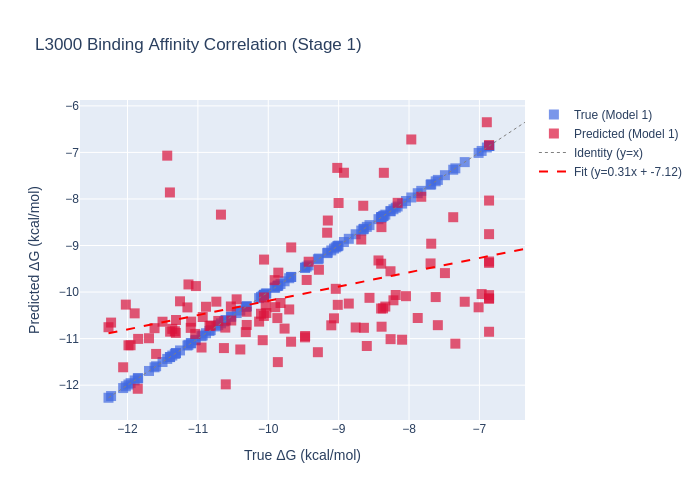 L3000 Binding Affinity Correlation (Stage 1)
True (Model 1)
Predicted (Model 1)
Identity (y=x)
Fit (y=0.31x + -7.12)
Predicted ΔG (kcal/mol)
−6
−7
−8
−9
−10
−11
−12
−12 −11 −10 −9 −8 −7
True ΔG (kcal/mol)